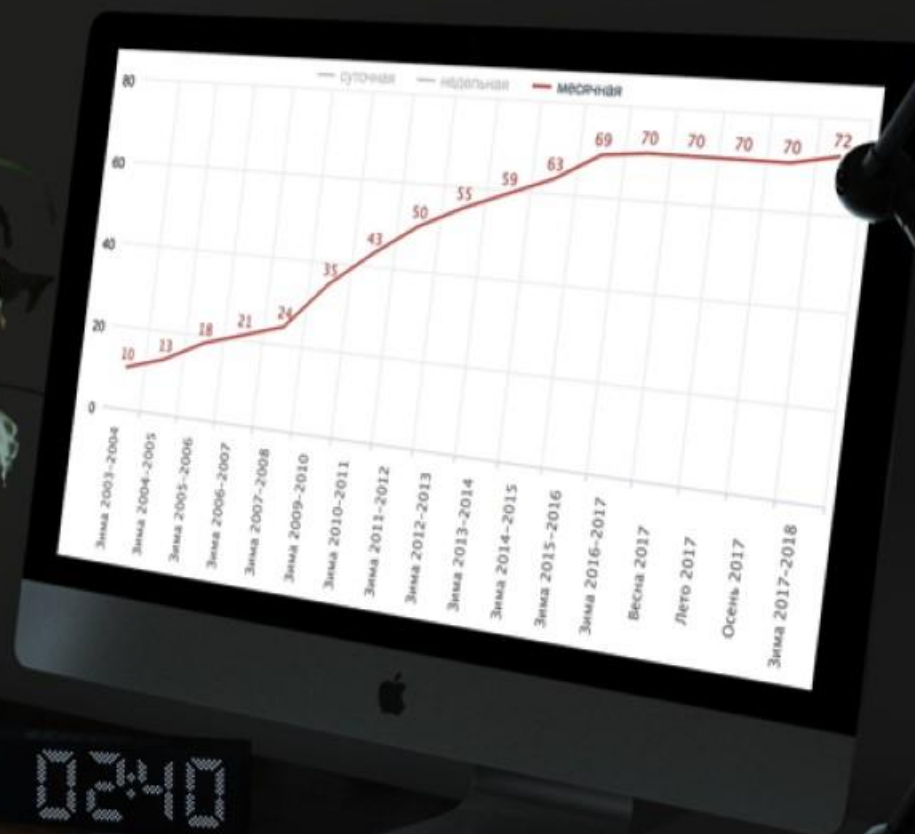 суточная недельная месячная
80
60
40
20
0
10 13 18 21 24 35 43 50 55 59 63 69 70 70 70 70 72
Зима 2003-2004
Зима 2004-2005
Зима 2005-2006
Зима 2006-2007
Зима 2007-2008
Зима 2009-2010
Зима 2010-2011
Зима 2011-2012
Зима 2012-2013
Зима 2013-2014
Зима 2014-2015
Зима 2015-2016
Зима 2016-2017
Весна 2017
Лето 2017
Осень 2017
Зима 2017-2018
02:40